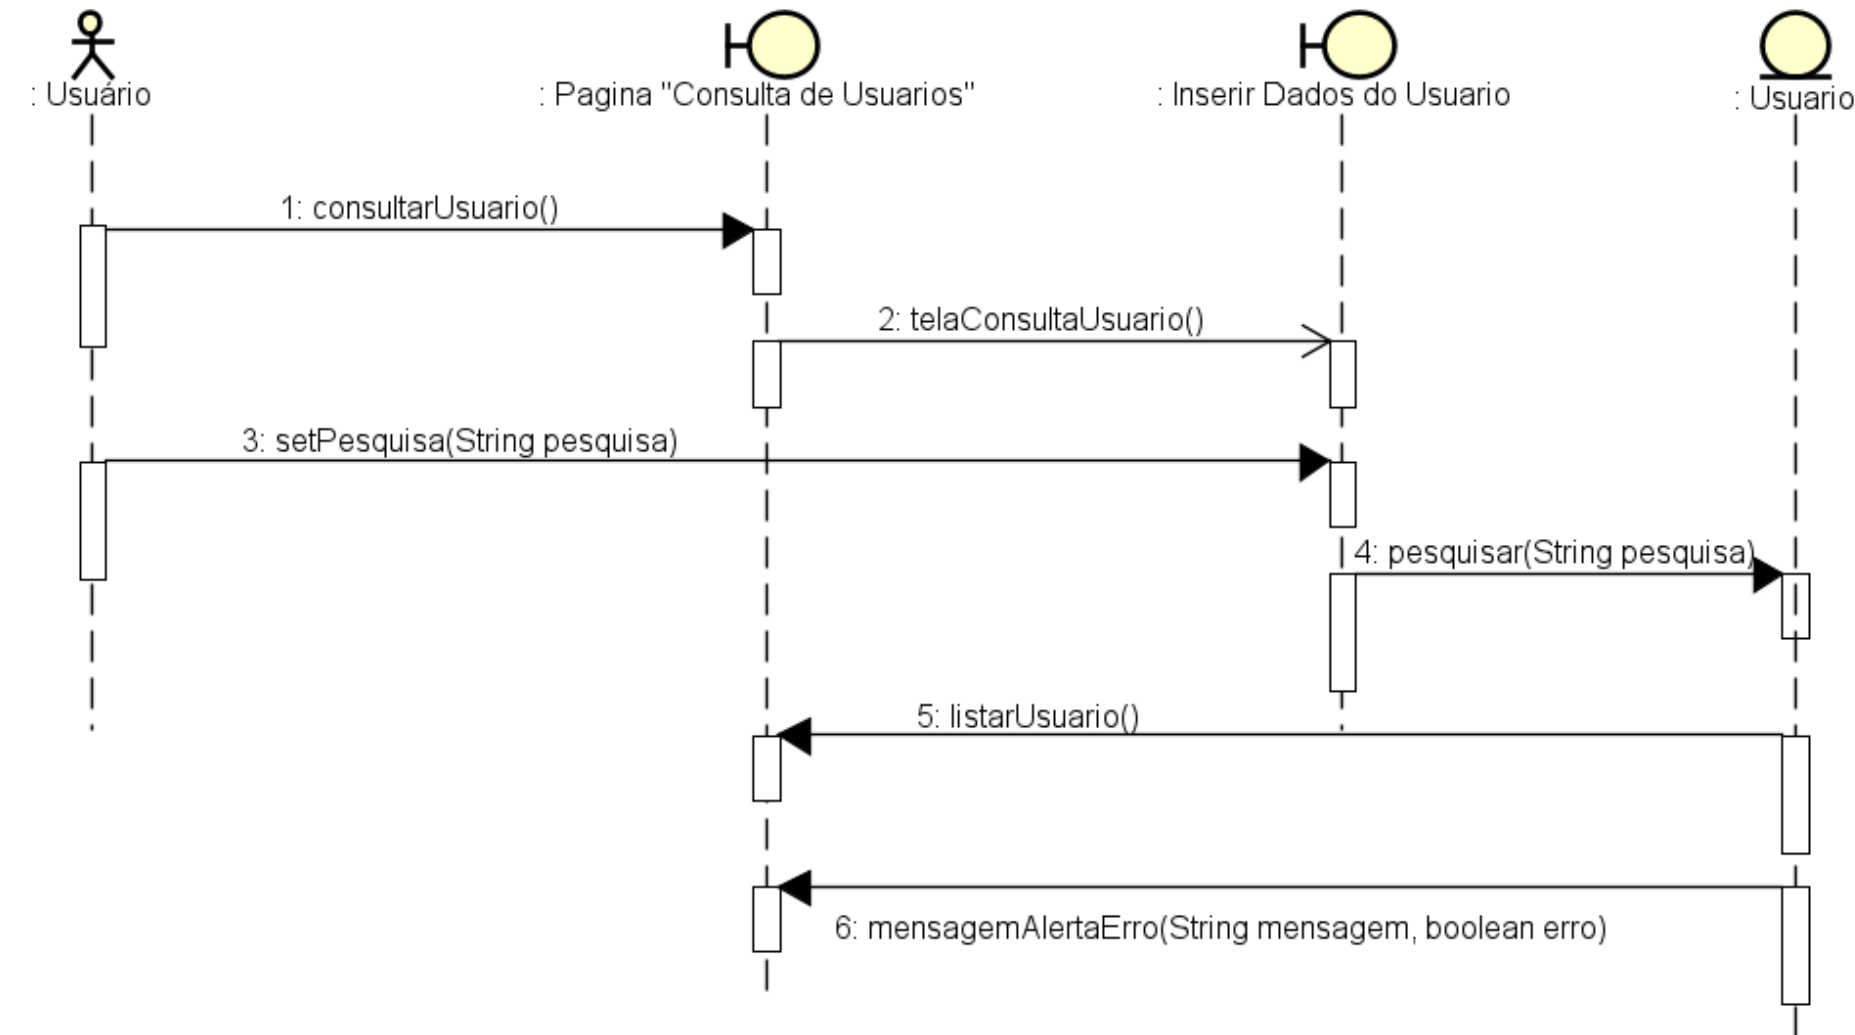 : Usuário
: Pagina "Consulta de Usuarios"
: Inserir Dados do Usuario
: Usuario
1: consultarUsuario()
2: telaConsultaUsuario()
3: setPesquisa(String pesquisa)
4: pesquisar(String pesquisa)
5: listarUsuario()
6: mensagemAlertaErro(String mensagem, boolean erro)